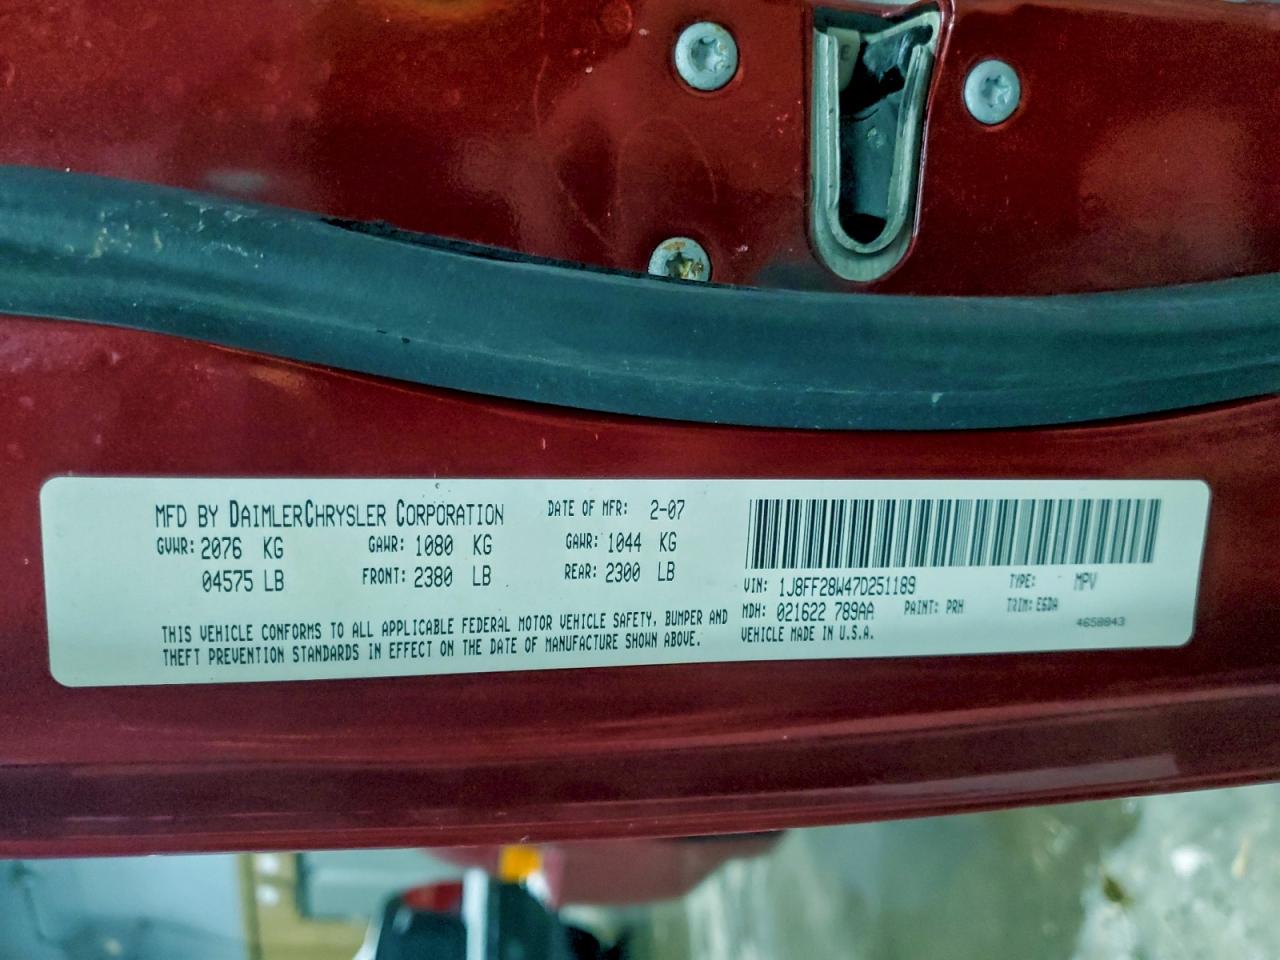 MFD BY DAIMLERCHRYSLER CORPORATION DATE OF MFR: 2-07
GVWR: 2076 KG GAWR: 1080 KG GAWR: 1044 KG
04575 LB FRONT: 2380 LB REAR: 2300 LB
THIS VEHICLE CONFORMS TO ALL APPLICABLE FEDERAL MOTOR VEHICLE SAFETY, BUMPER AND
THEFT PREVENTION STANDARDS IN EFFECT ON THE DATE OF MANUFACTURE SHOWN ABOVE.
VIN: 1J8FF28W47D251189 TYPE: MPV
MDH: 021622 789AA PAINT: PRH TRIM: E6DA
VEHICLE MADE IN U.S.A. 4658843